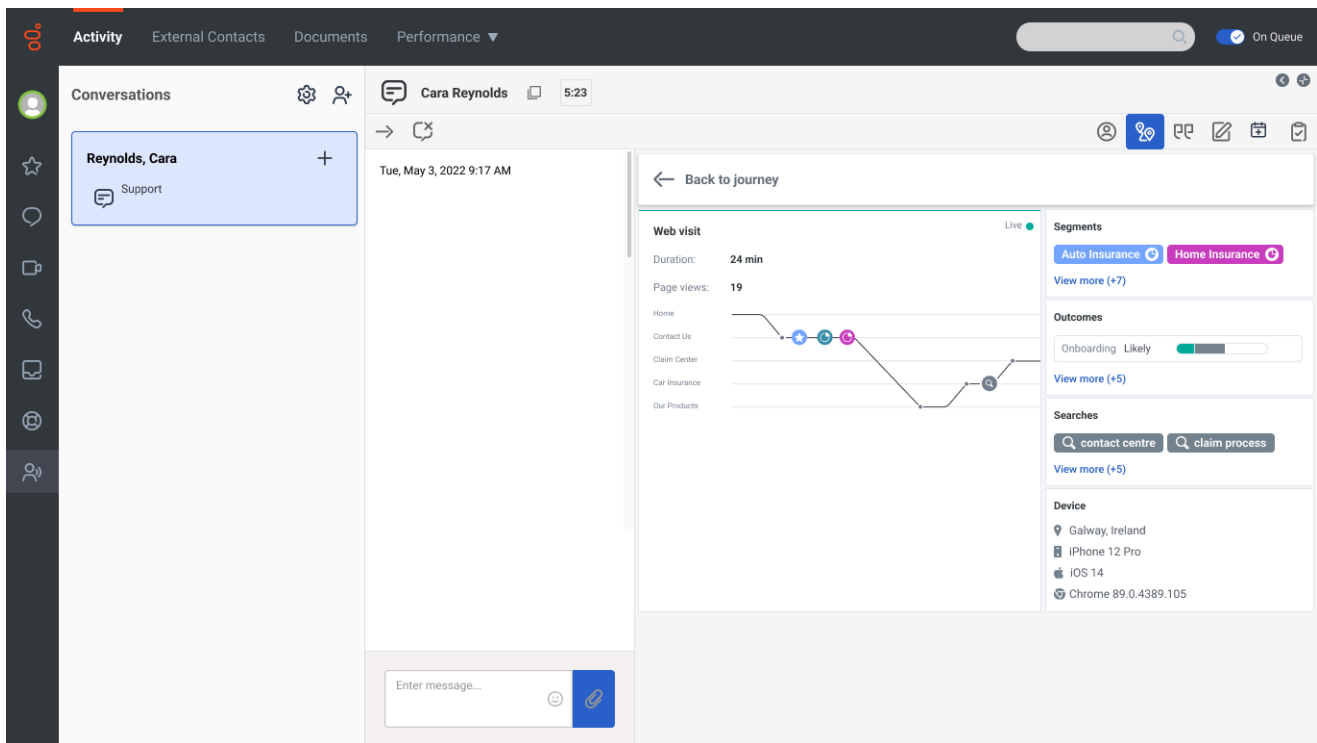 Activity
External Contacts
Documents
Performance
On Queue
Conversations
Reynolds, Cara
Support
Cara Reynolds
5:23
Tue, May 3, 2022 9:17 AM
Enter message...
Back to journey
Web visit
Live
Duration: 24 min
Page views: 19
Home
Contact Us
Claim Center
Car Insurance
Our Products
Segments
Auto Insurance
Home Insurance
View more (+7)
Outcomes
Onboarding Likely
View more (+5)
Searches
contact centre
claim process
View more (+5)
Device
Galway, Ireland
iPhone 12 Pro
iOS 14
Chrome 89.0.4389.105